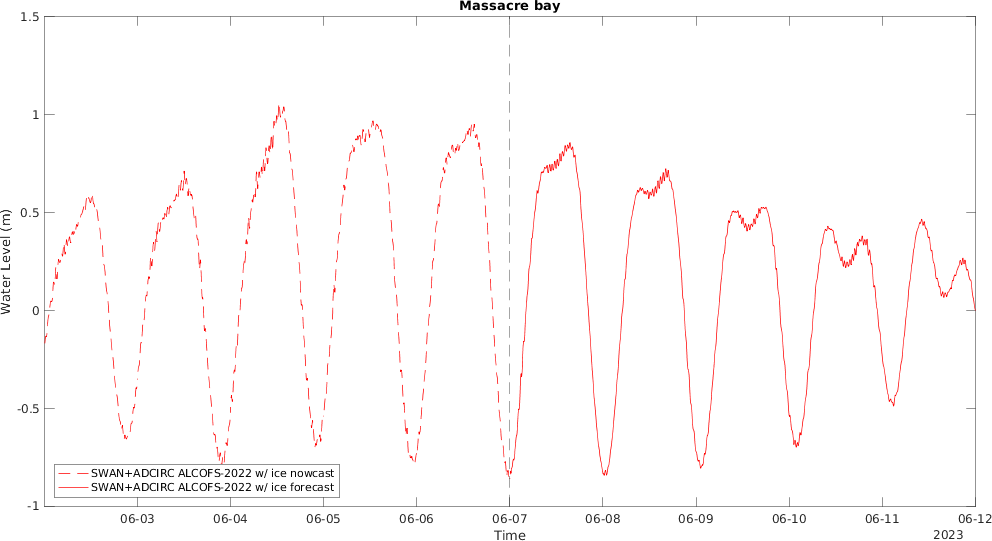 Massacre bay
1.5
1
0.5
0
-0.5
-1
Water Level (m)
SWAN+ADCIRC ALCOFS-2022 w/ ice nowcast
SWAN+ADCIRC ALCOFS-2022 w/ ice forecast
06-03 06-04 06-05 06-06 06-07 06-08 06-09 06-10 06-11 06-12
Time
2023